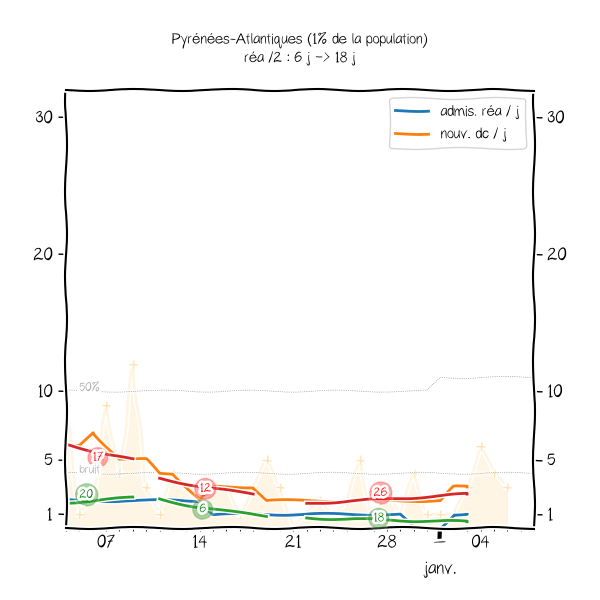 Pyrénées-Atlantiques (1% de la population)
réa /2 : 6 j -> 18 j
admis. réa / j
nouv. dc / j
30 30
20 20
10 10
5 5
1 1
50%
bruit
17
20
12
6
26
18
07 14 21 28 1 04
janv.